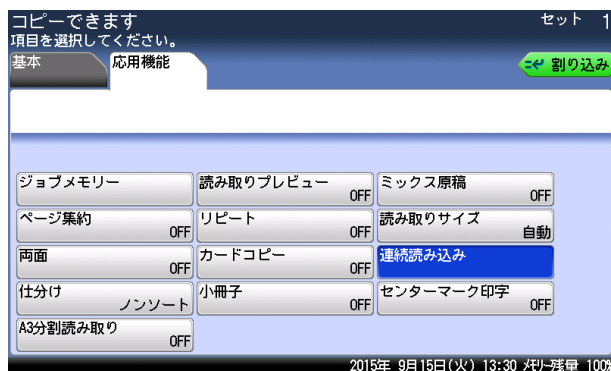 コピーできます セット 1
項目を選択してください。
基本 応用機能 割り込み
ジョブメモリー 読み取りプレビュー OFF ミックス原稿 OFF
ページ集約 OFF リピート OFF 読み取りサイズ 自動
両面 OFF カードコピー OFF 連続読み込み
仕分け ノンソート 小冊子 OFF センターマーク印字 OFF
A3分割読み取り OFF
2015年 9月15日(火) 13:30 メモリー残量 100%